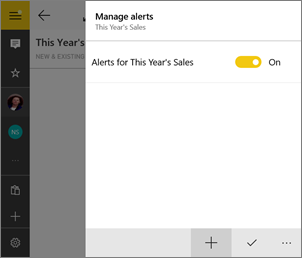 Manage alerts
This Year's Sales
This Year
NEW & EXISTING
Alerts for This Year's Sales
On
NS